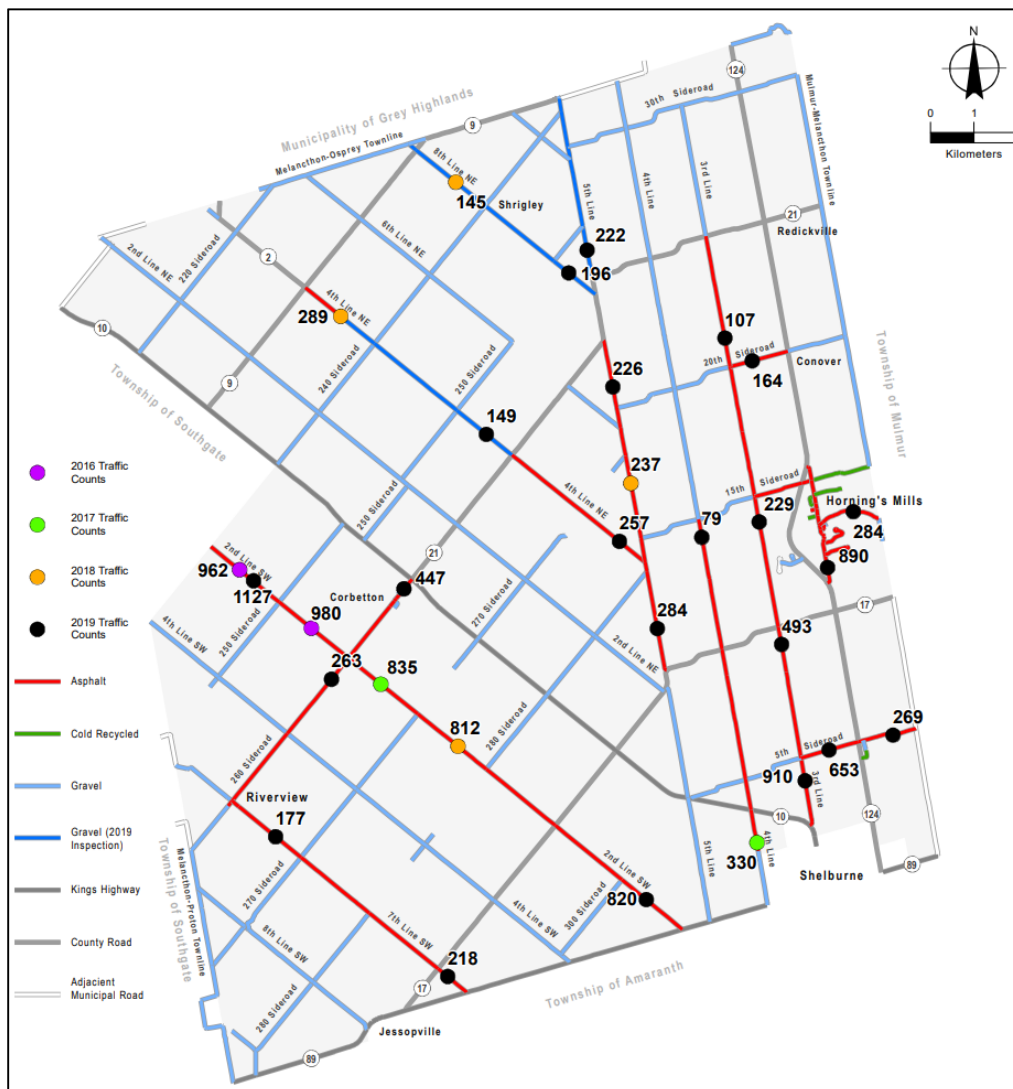 N
0 1
Kilometers
Municipality of Grey Highlands
Melancthon-Osprey Townline
9
124
30th Sideroad
Mulmur-Melancthon Townline
8th Line NE
145
Shrigley
5th Line
4th Line
3rd Line
21
Redickville
222
196
2nd Line NE
220 Sideroad
6th Line NE
2
10
4th Line NE
289
9
240 Sideroad
250 Sideroad
107
20th Sideroad
164
Conover
Township of Mulmur
226
Township of Southgate
149
237
4th Line NE
257
15th Sideroad
79
229
Horning's Mills
284
890
2016 Traffic
Counts
2017 Traffic
Counts
2018 Traffic
Counts
2019 Traffic
Counts
Asphalt
Cold Recycled
Gravel
Gravel (2019
Inspection)
Kings Highway
County Road
Adjacent
Municipal Road
250 Sideroad
21
2nd Line SW
962
1127
447
Corbetton
980
4th Line SW
250 Sideroad
263
835
270 Sideroad
2nd Line NE
284
17
493
812
280 Sideroad
269
5th Sideroad
653
910
3rd Line
10
124
260 Sideroad
Riverview
177
Melancthon-Proton Townline
Township of Southgate
270 Sideroad
8th Line SW
7th Line SW
4th Line SW
300 Sideroad
2nd Line SW
820
5th Line
330
4th Line
Shelburne
89
218
17
280 Sideroad
Jessopville
Township of Amaranth
89